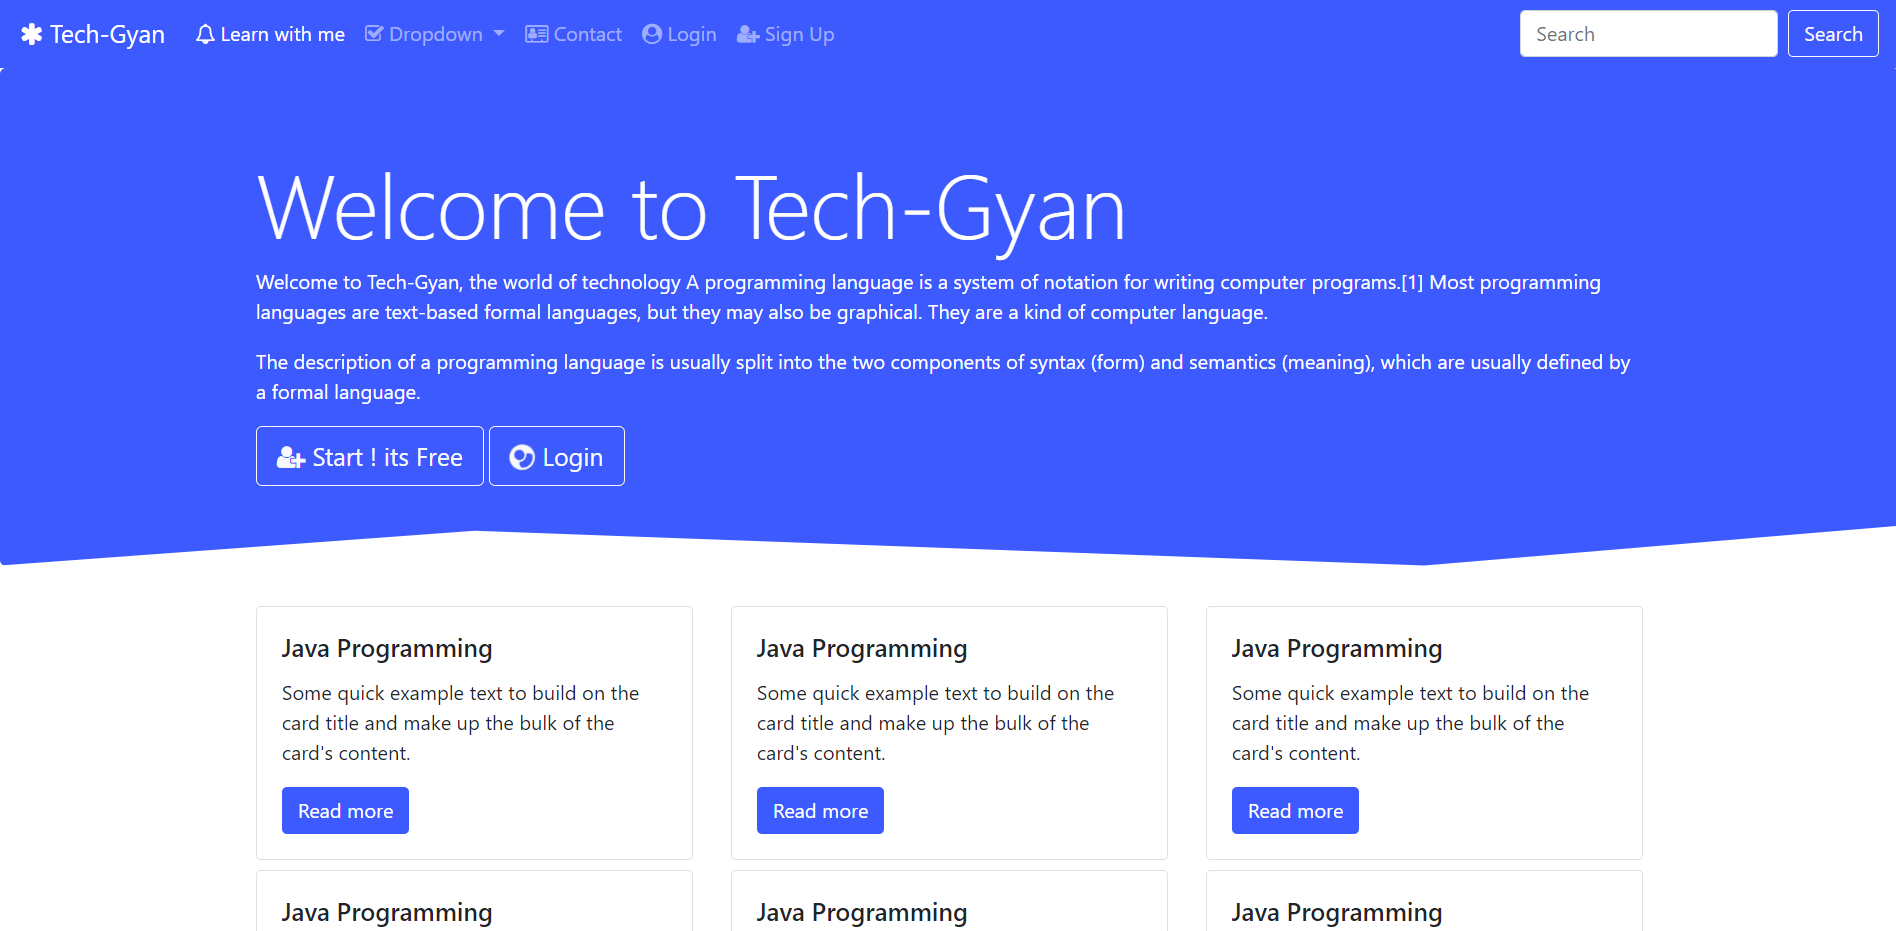 Tech-Gyan Learn with me Dropdown Contact Login Sign Up Search Search
Welcome to Tech-Gyan
Welcome to Tech-Gyan, the world of technology A programming language is a system of notation for writing computer programs.[1] Most programming
languages are text-based formal languages, but they may also be graphical. They are a kind of computer language.
The description of a programming language is usually split into the two components of syntax (form) and semantics (meaning), which are usually defined by
a formal language.
Start ! its Free Login
Java Programming
Some quick example text to build on the
card title and make up the bulk of the
card's content.
Read more
Java Programming
Some quick example text to build on the
card title and make up the bulk of the
card's content.
Read more
Java Programming
Some quick example text to build on the
card title and make up the bulk of the
card's content.
Read more
Java Programming
Java Programming
Java Programming